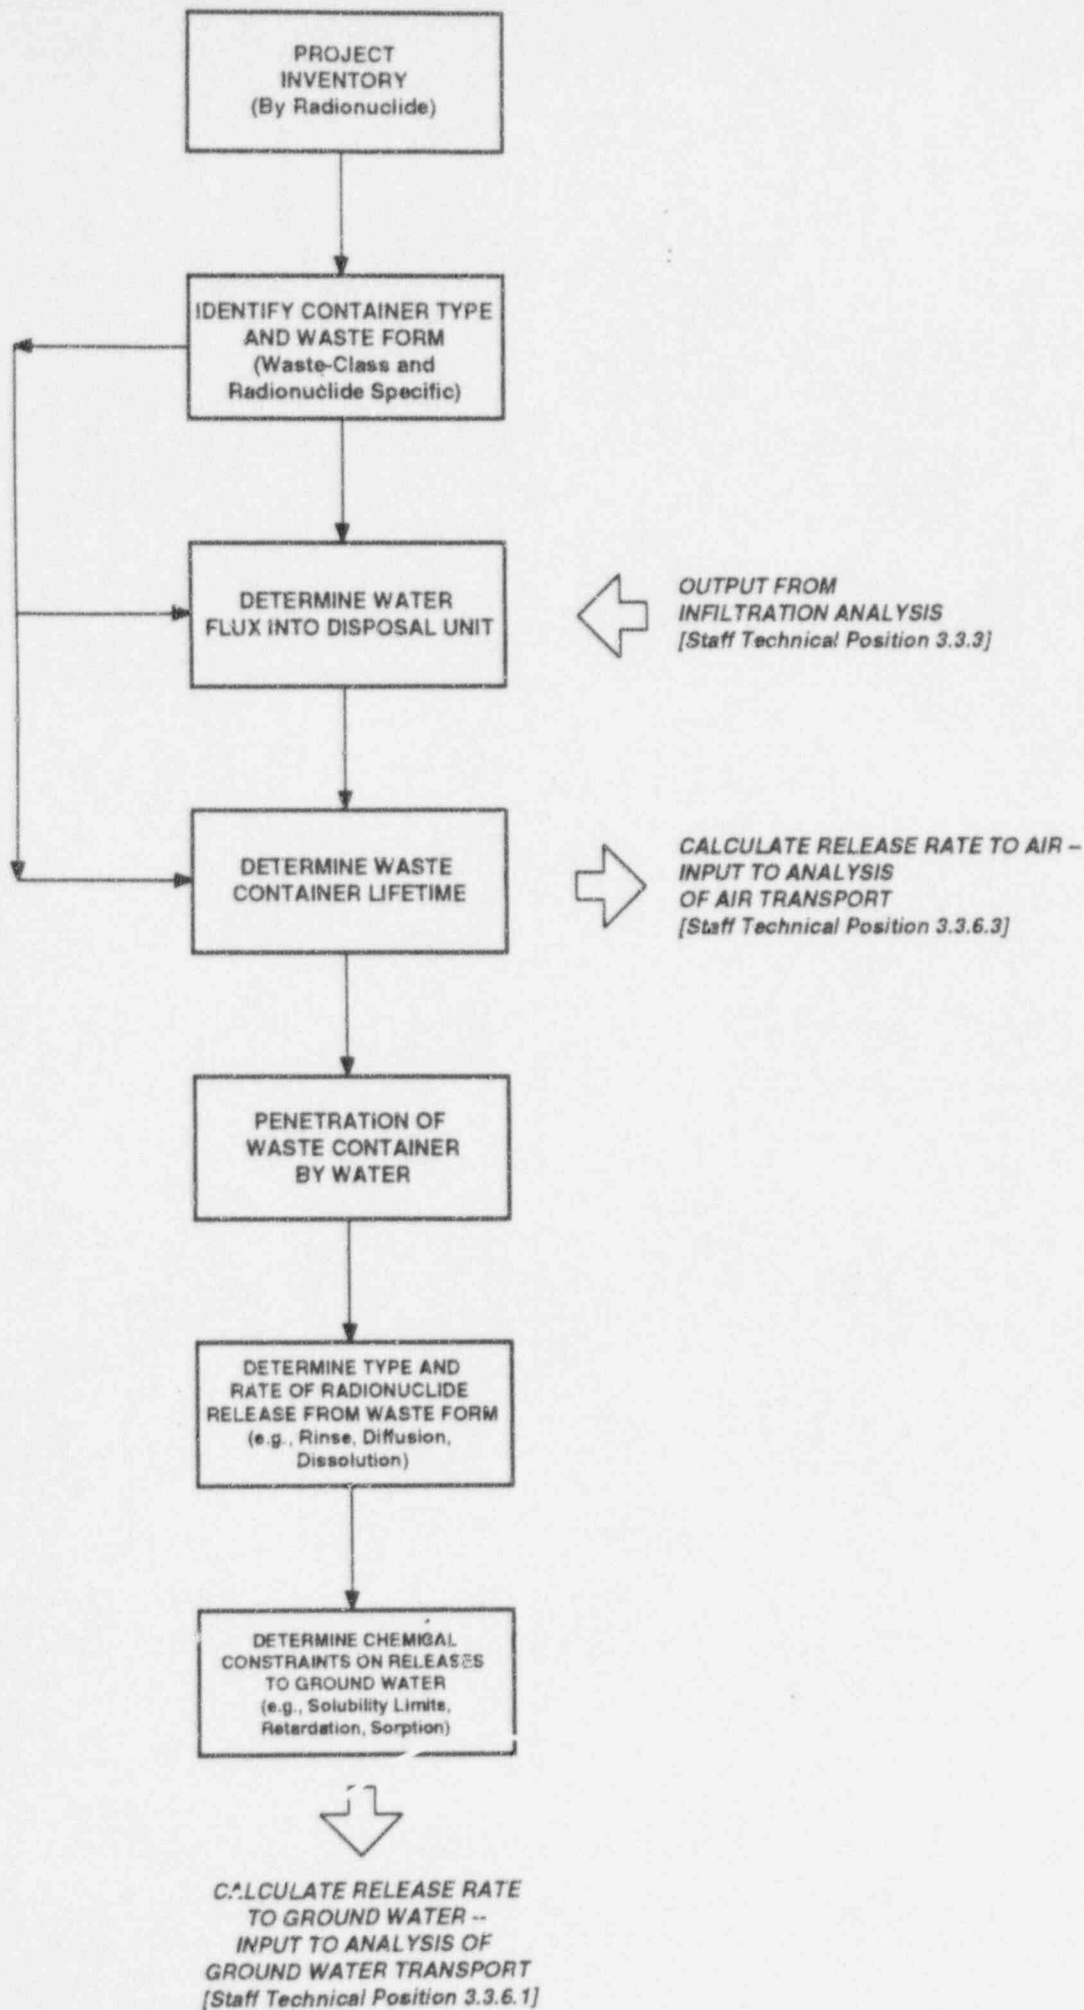 PROJECT
INVENTORY
(By Radionuclide)
IDENTIFY CONTAINER TYPE
AND WASTE FORM
(Waste-Class and
Radionuclide Specific)
DETERMINE WATER
FLUX INTO DISPOSAL UNIT
OUTPUT FROM
INFILTRATION ANALYSIS
[Staff Technical Position 3.3.3]
DETERMINE WASTE
CONTAINER LIFETIME
CALCULATE RELEASE RATE TO AIR –
INPUT TO ANALYSIS
OF AIR TRANSPORT
[Staff Technical Position 3.3.6.3]
PENETRATION OF
WASTE CONTAINER
BY WATER
DETERMINE TYPE AND
RATE OF RADIONUCLIDE
RELEASE FROM WASTE FORM
(e.g., Rinse, Diffusion,
Dissolution)
DETERMINE CHEMICAL
CONSTRAINTS ON RELEASES
TO GROUND WATER
(e.g., Solubility Limits,
Retardation, Sorption)
CALCULATE RELEASE RATE
TO GROUND WATER --
INPUT TO ANALYSIS OF
GROUND WATER TRANSPORT
[Staff Technical Position 3.3.6.1]